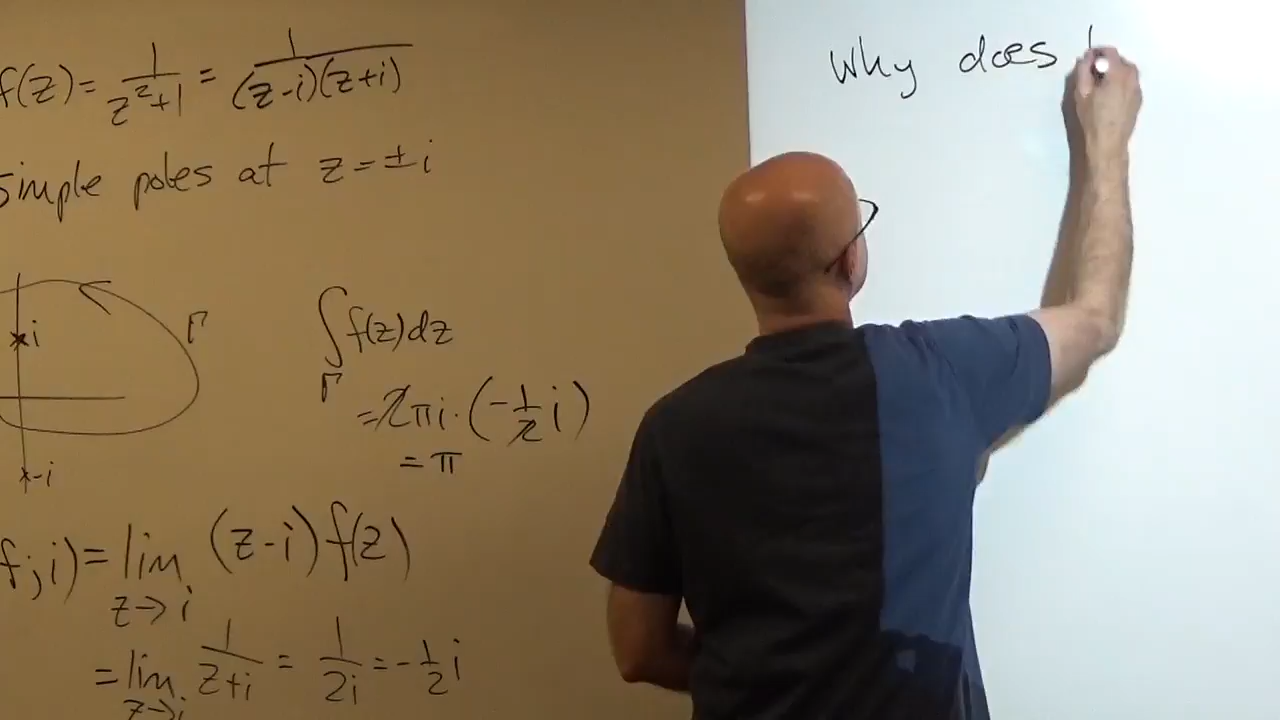 f(z) = 1/(z²+1) = 1/((z-i)(z+i))
simple poles at z = ±i
i
Γ
-i
∫_Γ f(z)dz
= 2πi · (-1/2 i)
= π
f; i) = lim_{z→i} (z-i) f(z)
= lim_{z→i} 1/(z+i) = 1/(2i) = -1/2 i
Why does